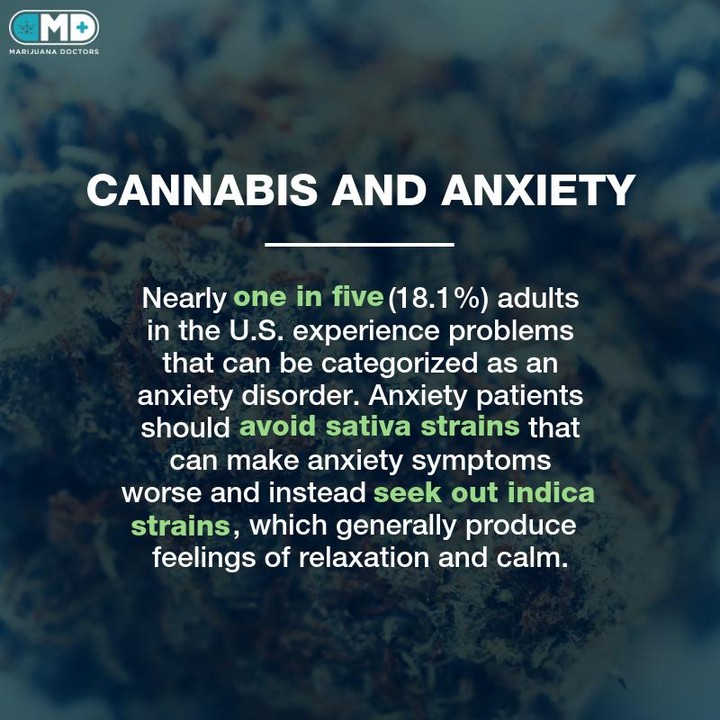 MD
MARIJUANA DOCTORS
CANNABIS AND ANXIETY
Nearly one in five (18.1%) adults
in the U.S. experience problems
that can be categorized as an
anxiety disorder. Anxiety patients
should avoid sativa strains that
can make anxiety symptoms
worse and instead seek out indica
strains, which generally produce
feelings of relaxation and calm.